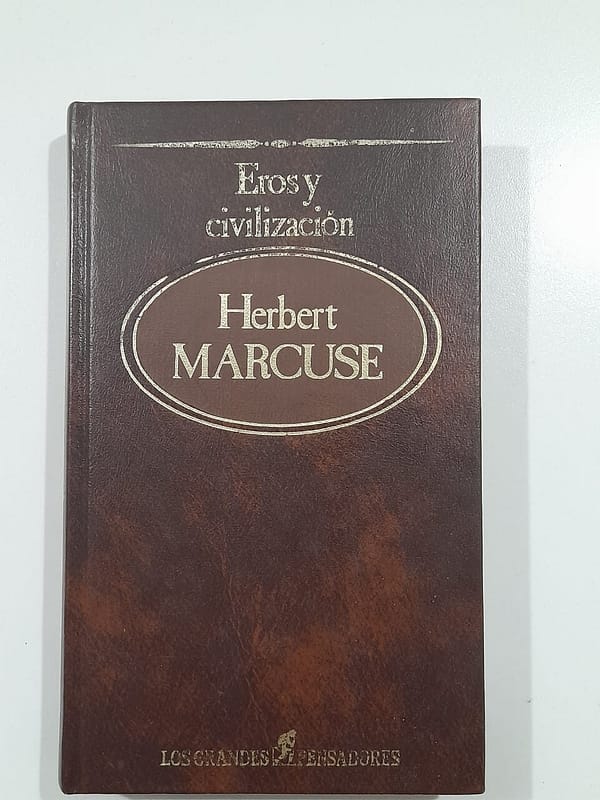 Eros y
civilización
Herbert
MARCUSE
LOS GRANDES PENSADORES